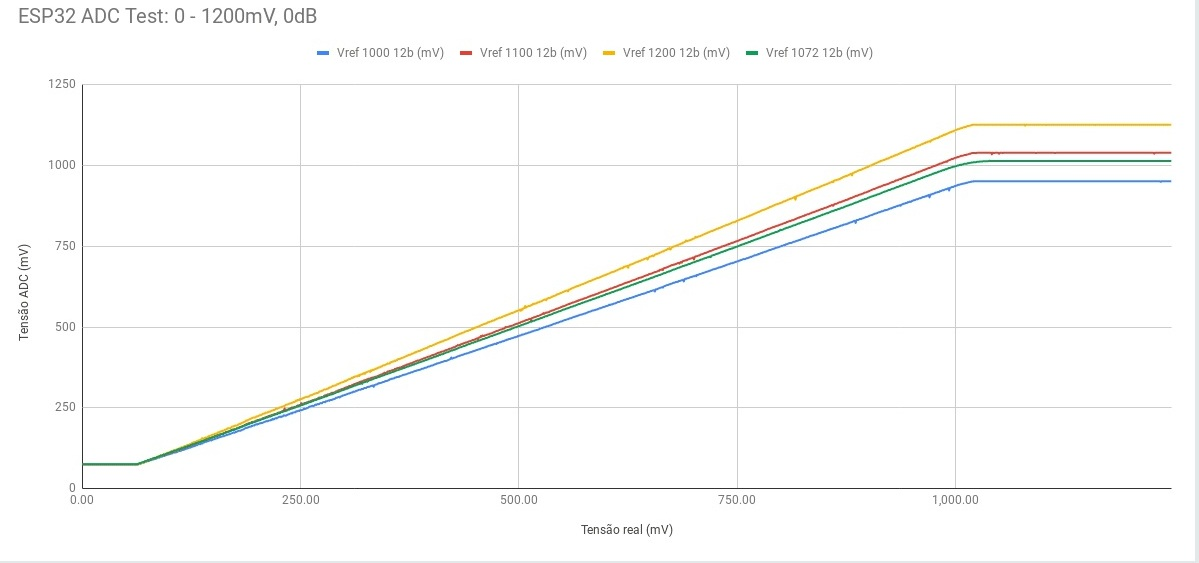 ESP32 ADC Test: 0 - 1200mV, 0dB
Vref 1000 12b (mV) Vref 1100 12b (mV) Vref 1200 12b (mV) Vref 1072 12b (mV)
1250
1000
750
500
250
0
Tensão ADC (mV)
0.00 250.00 500.00 750.00 1,000.00
Tensão real (mV)